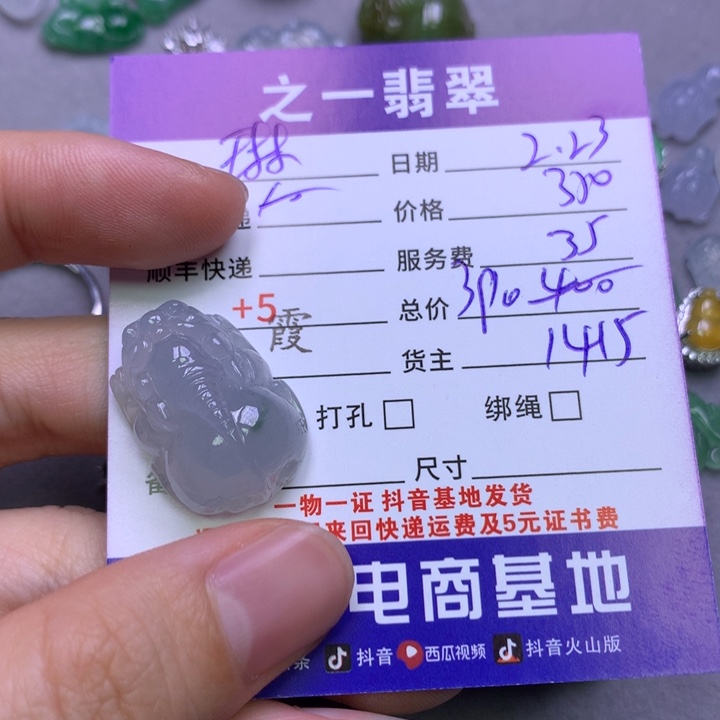 之一翡翠
琳 日期 2.23
价格
顺丰快递 服务费 35
+5 总价 390 400
霞
货主 1415
打孔 绑绳
尺寸
一物一证 抖音基地发货
来回快递运费及5元证书费
电商基地
条 抖音 西瓜视频 抖音火山版